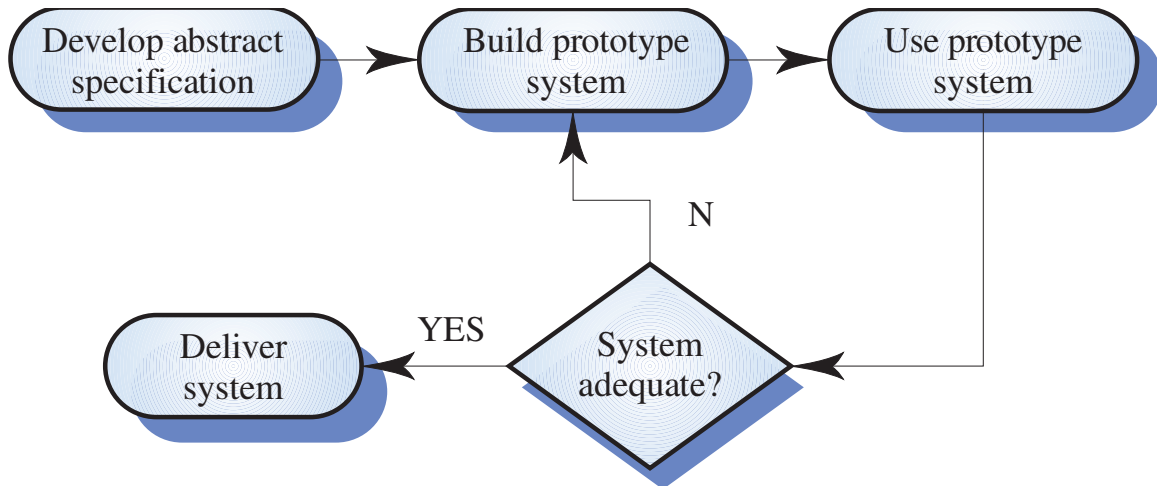 Develop abstract
specification
Build prototype
system
Use prototype
system
N
YES
Deliver
system
System
adequate?